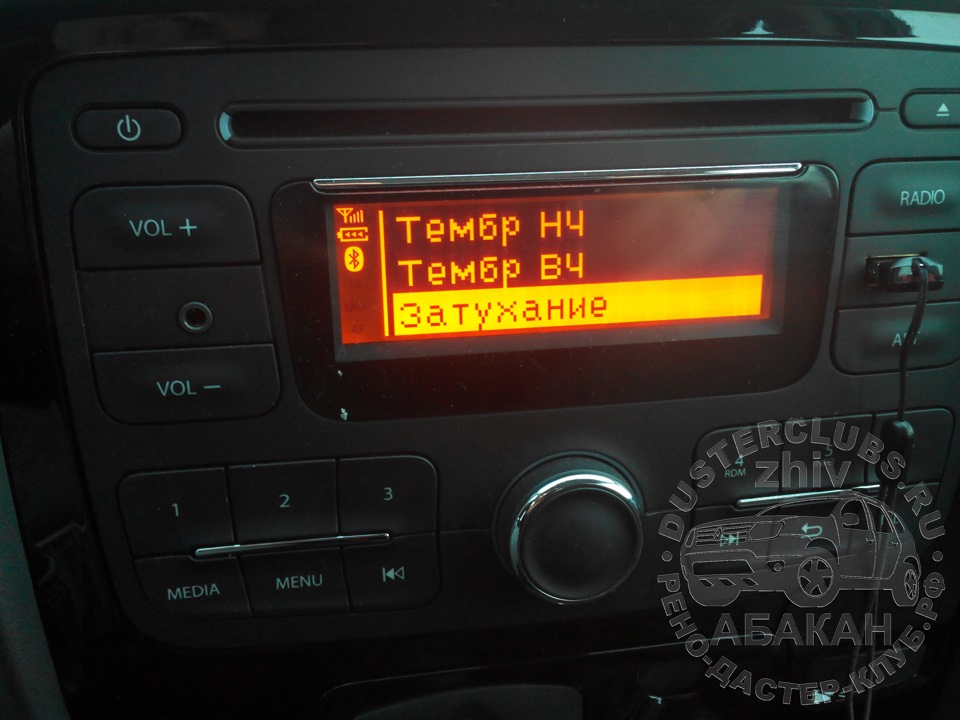 RADIO
VOL +
Тембр НЧ
Тембр ВЧ
Затухание
VOL −
1
2
3
4
RDM
5
MEDIA
MENU
DUSTERCLUBS.RU
zhiv
АБАКАН
РЕНО-ДАСТЕР-КЛУБ.РФ